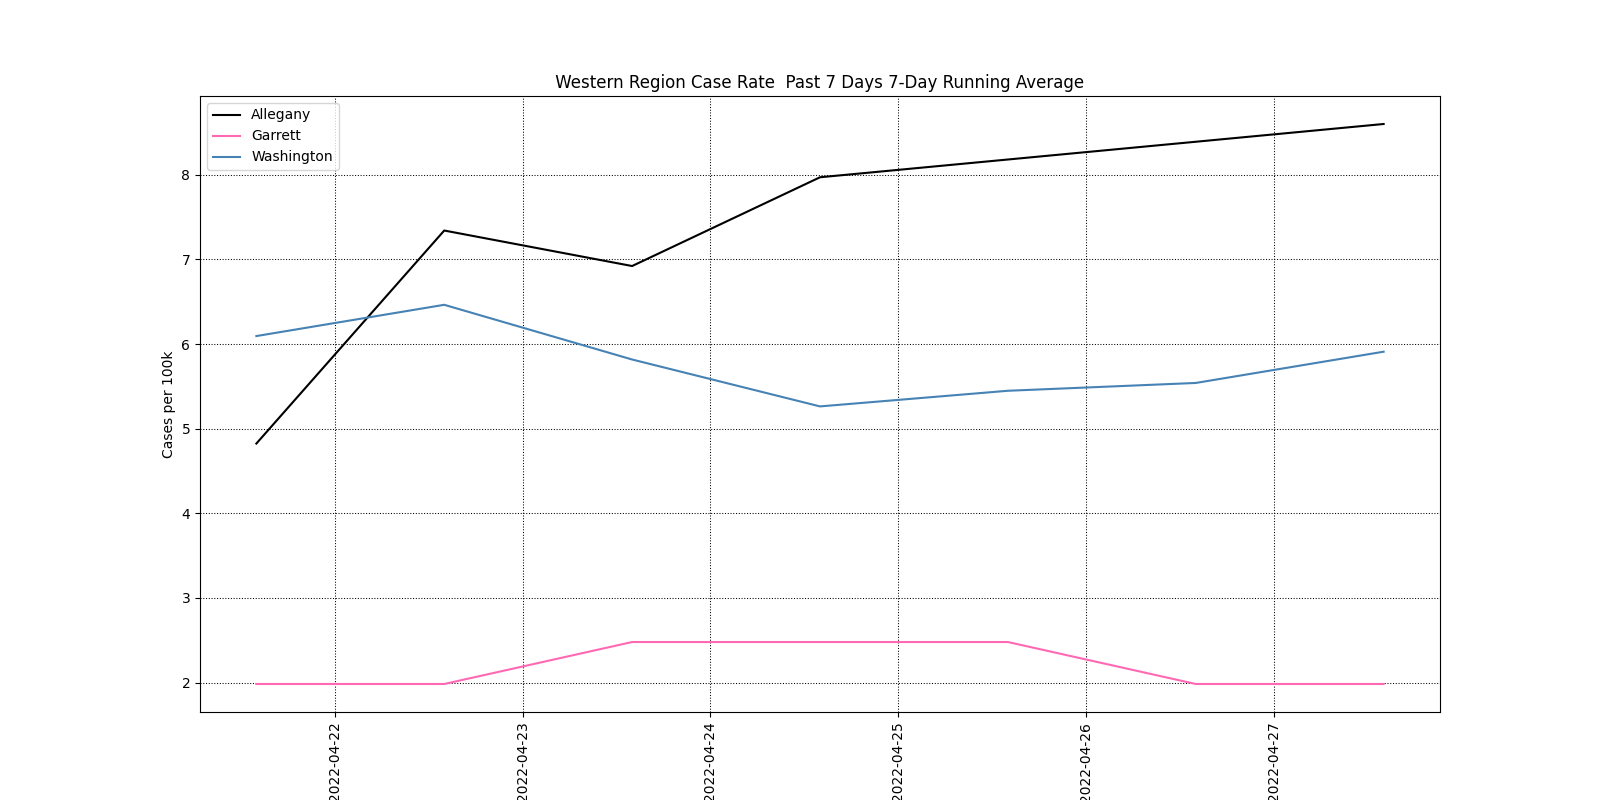 Western Region Case Rate  Past 7 Days 7-Day Running Average
Allegany
Garrett
Washington
8
7
6
5
4
3
2
Cases per 100k
2022-04-22
2022-04-23
2022-04-24
2022-04-25
2022-04-26
2022-04-27